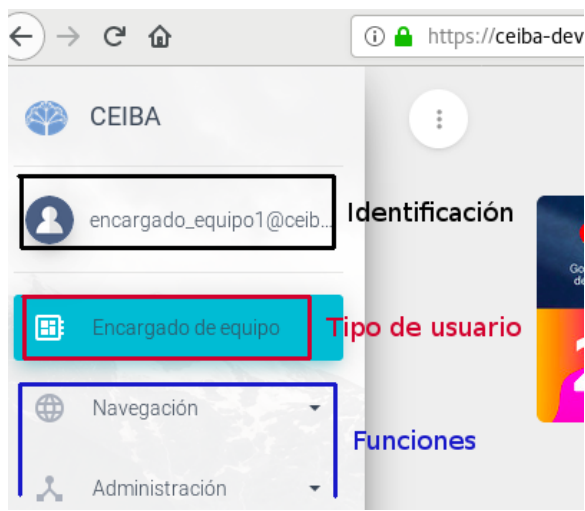 https://ceiba-dev
CEIBA
encargado_equipo1@ceib...
Identificación
Encargado de equipo
Tipo de usuario
Navegación
Funciones
Administración